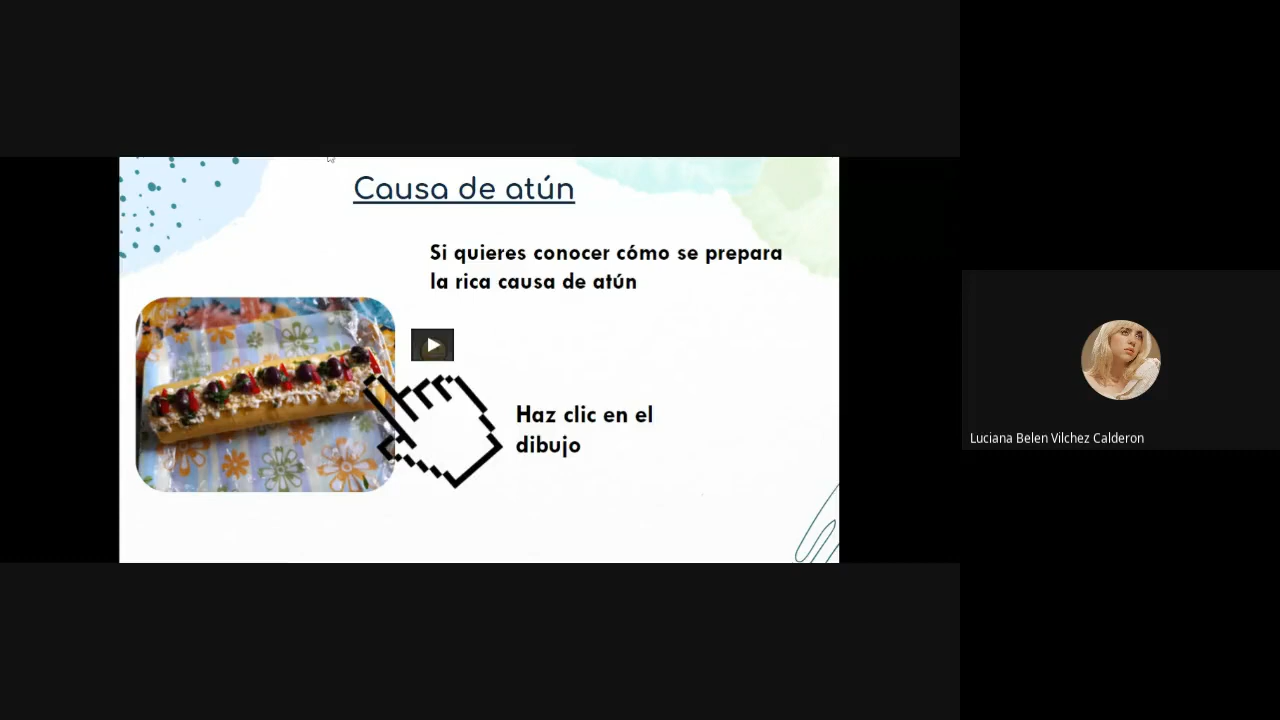 Causa de atún
Si quieres conocer cómo se prepara
la rica causa de atún
Haz clic en el
dibujo
Luciana Belen Vilchez Calderon